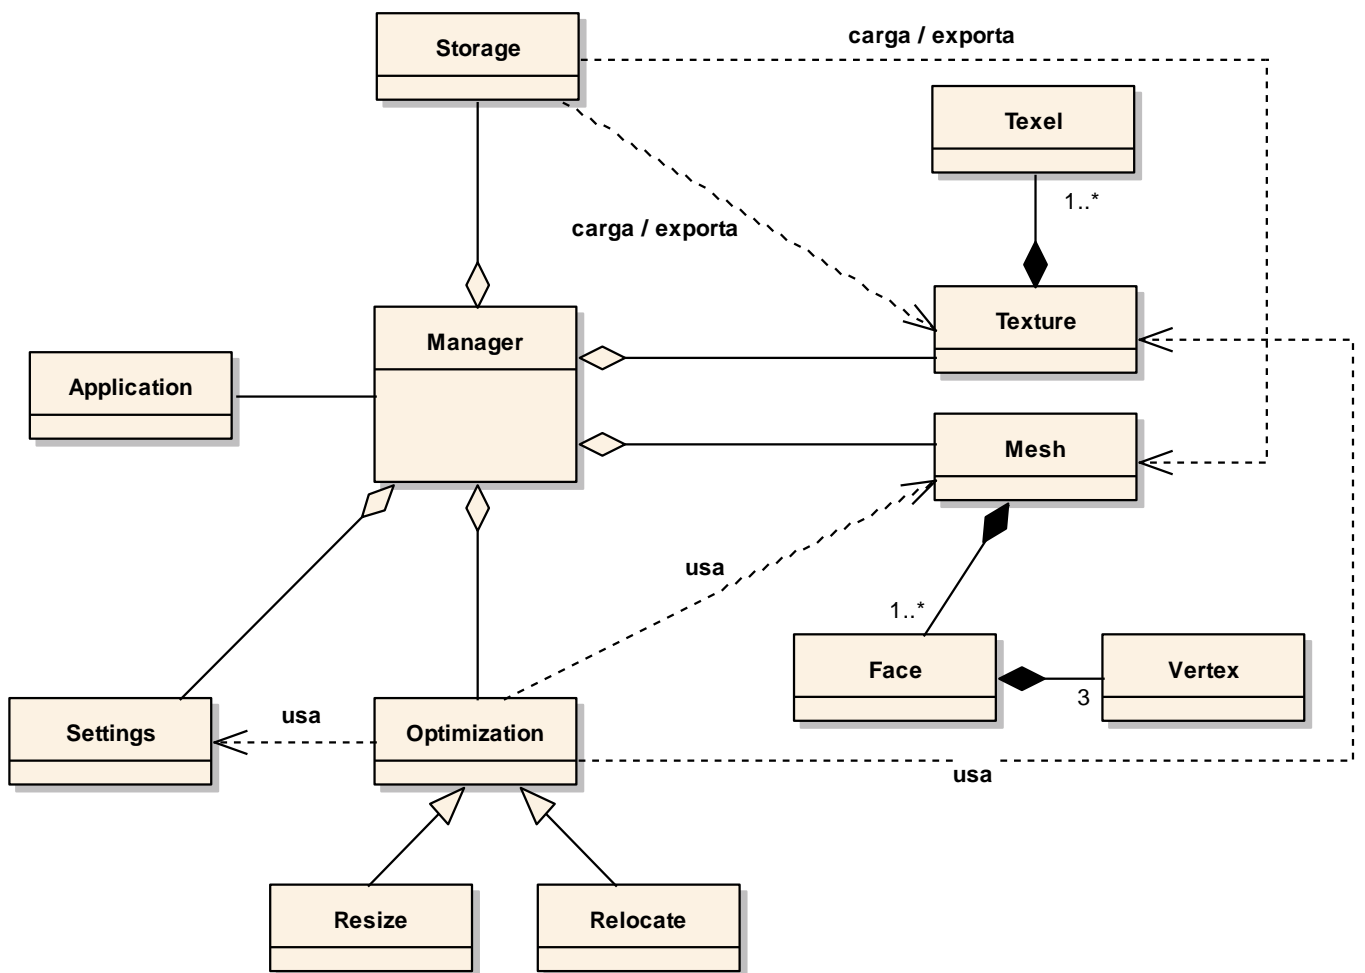 carga / exporta
Storage
Texel
1..*
carga / exporta
Texture
Manager
Application
Mesh
usa
1..*
Face
3
Vertex
Settings
usa
Optimization
usa
Resize
Relocate